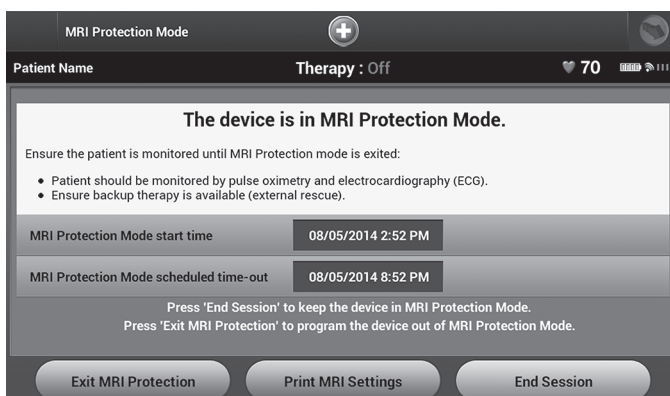 MRI Protection Mode
Patient Name Therapy : Off 70
The device is in MRI Protection Mode.
Ensure the patient is monitored until MRI Protection mode is exited:
• Patient should be monitored by pulse oximetry and electrocardiography (ECG).
• Ensure backup therapy is available (external rescue).
MRI Protection Mode start time 08/05/2014 2:52 PM
MRI Protection Mode scheduled time-out 08/05/2014 8:52 PM
Press 'End Session' to keep the device in MRI Protection Mode.
Press 'Exit MRI Protection' to program the device out of MRI Protection Mode.
Exit MRI Protection Print MRI Settings End Session